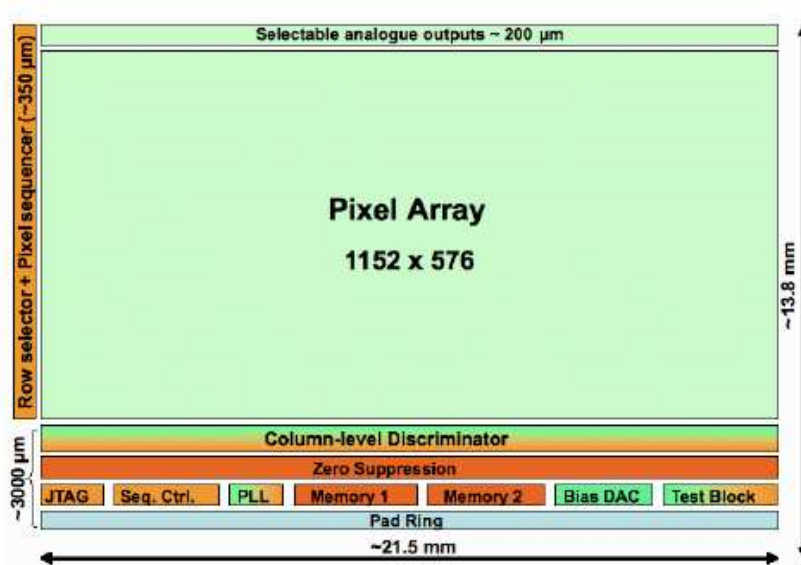 Selectable analogue outputs ~ 200 µm
Row selector + Pixel sequencer (~350 µm)
Pixel Array
1152 x 576
~13.8 mm
Column-level Discriminator
Zero Suppression
~3000 µm
JTAG
Seq. Ctrl.
PLL
Memory 1
Memory 2
Bias DAC
Test Block
Pad Ring
~21.5 mm